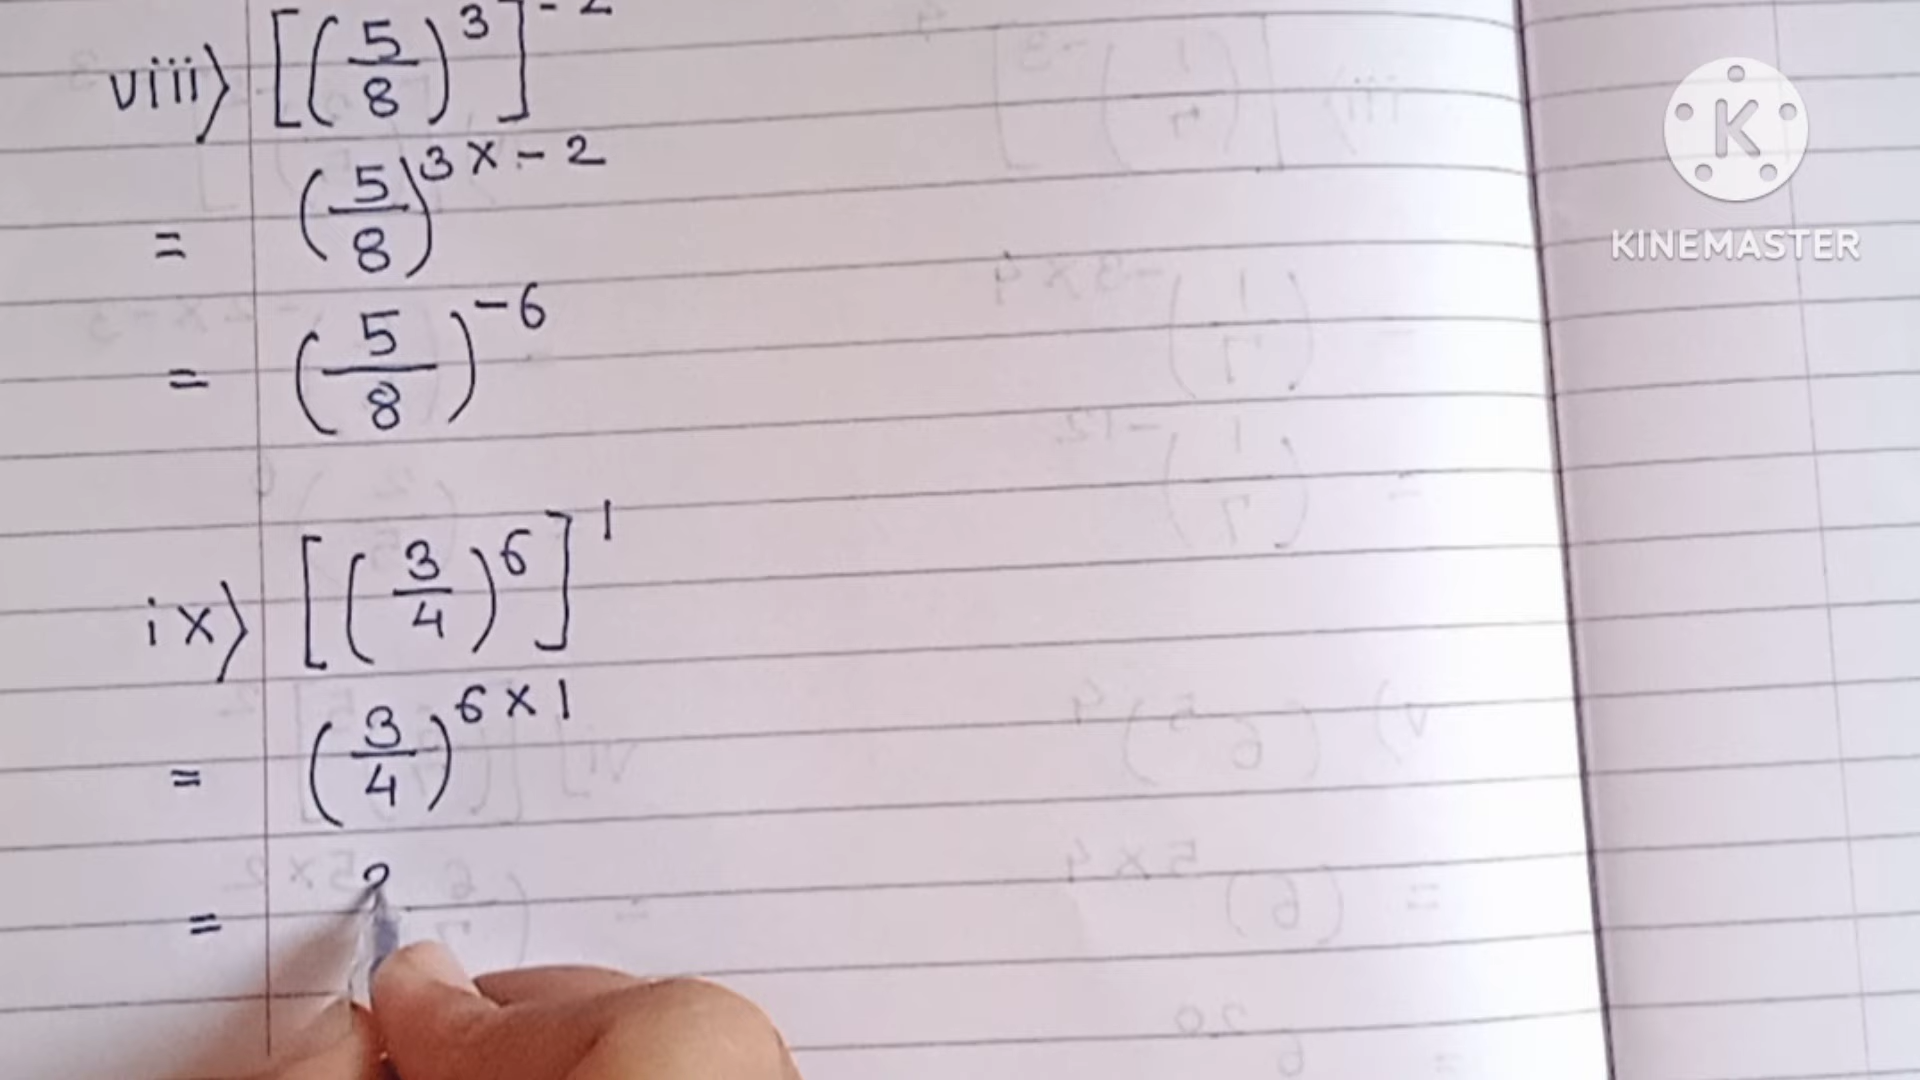 viii) [(5/8)^3]^-2
= (5/8)^3 x - 2
= (5/8)^-6
ix) [(3/4)^6]^1
= (3/4)^6 x 1
=
K
KINEMASTER